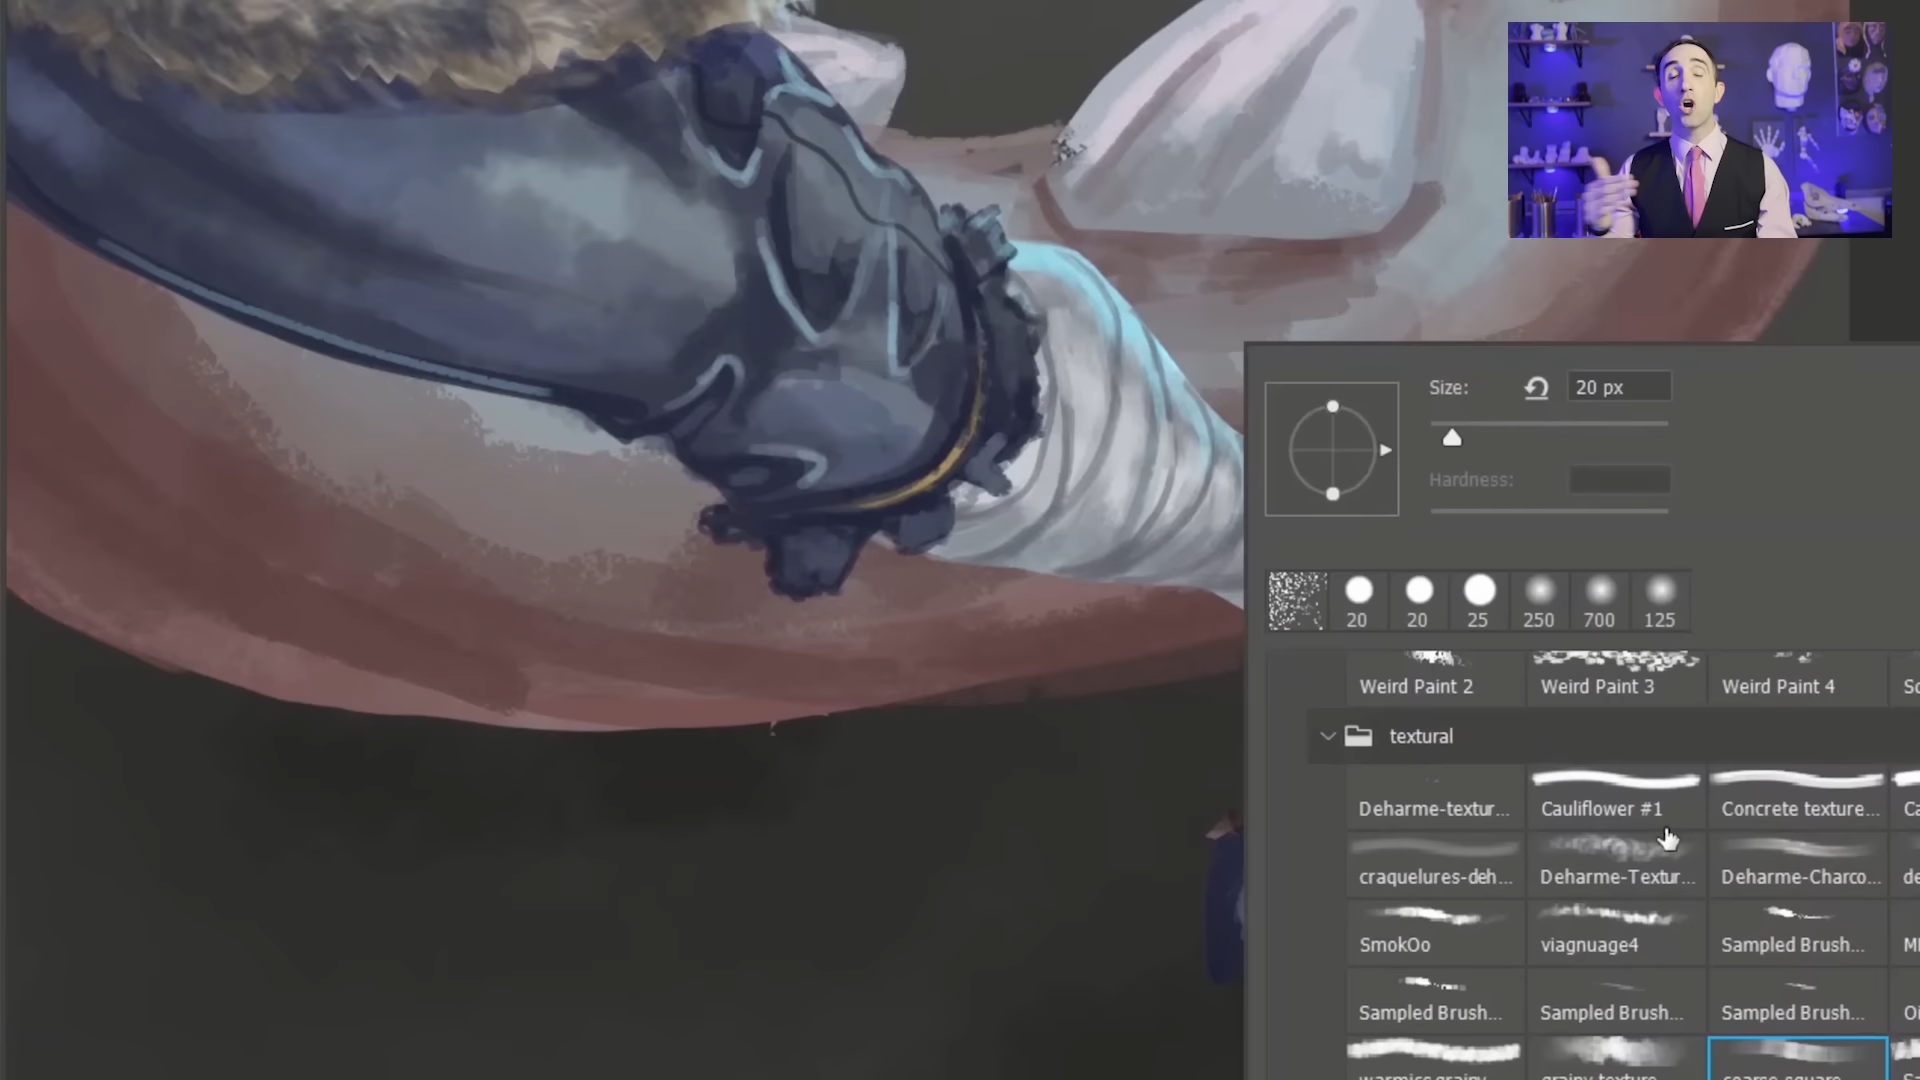 Size: 20 px
Hardness:
20 20 25 250 700 125
Weird Paint 2 Weird Paint 3 Weird Paint 4
textural
Deharme-textur... Cauliflower #1 Concrete texture...
craquelures-deh... Deharme-Textur... Deharme-Charco...
SmokOo viagnuage4 Sampled Brush...
Sampled Brush... Sampled Brush... Sampled Brush...